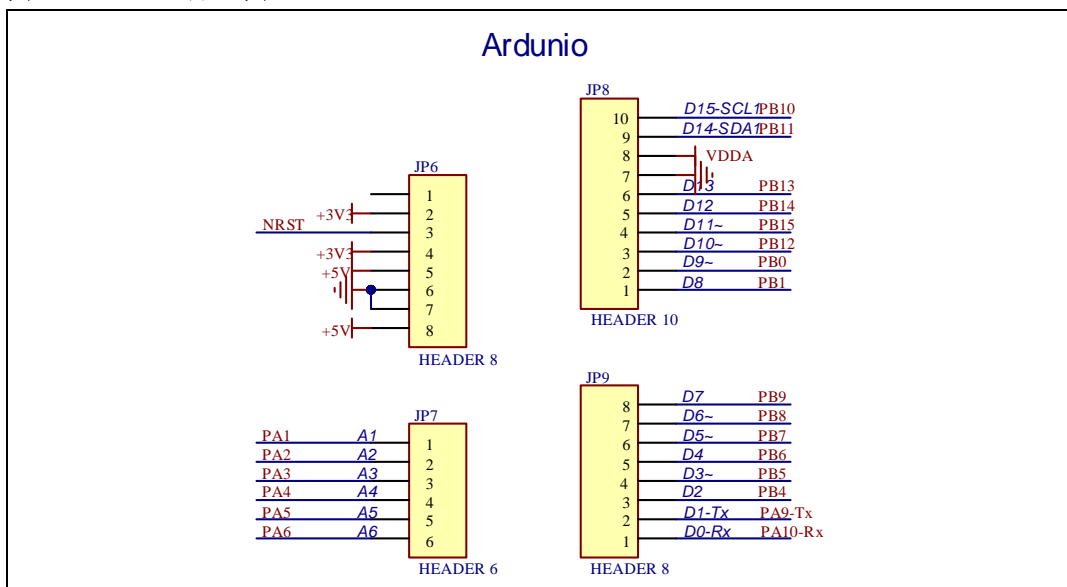 Ardunio
JP6
1
+3V3 2
NRST 3
+3V3 4
+5V 5
6
7
+5V 8
HEADER 8
JP7
PA1 A1 1
PA2 A2 2
PA3 A3 3
PA4 A4 4
PA5 A5 5
PA6 A6 6
HEADER 6
JP8
10 D15-SCL1 PB10
9 D14-SDA1 PB11
8 VDDA
7
6 D13 PB13
5 D12 PB14
4 D11~ PB15
3 D10~ PB12
2 D9~ PB0
1 D8 PB1
HEADER 10
JP9
8 D7 PB9
7 D6~ PB8
6 D5~ PB7
5 D4 PB6
4 D3~ PB5
3 D2 PB4
2 D1-Tx PA9-Tx
1 D0-Rx PA10-Rx
HEADER 8